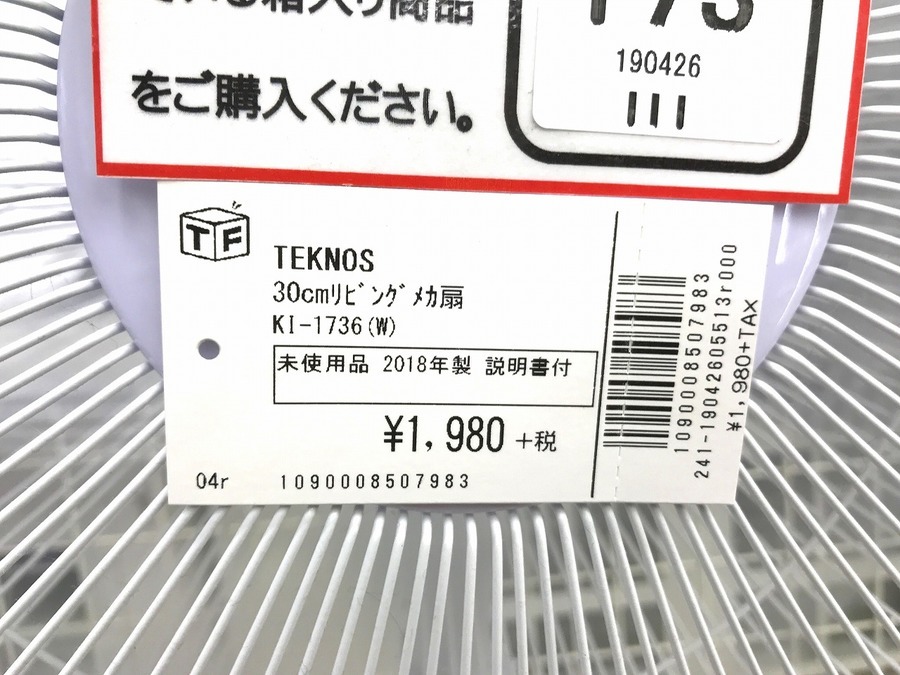 をご購入ください。
190426
TF
TEKNOS
30cmﾘﾋﾞﾝｸﾞﾒｶ扇
KI-1736(W)
未使用品 2018年製 説明書付
¥1,980 +税
04r 1090008507983
1090008507983
241-19042605513r000
¥1,980+TAX